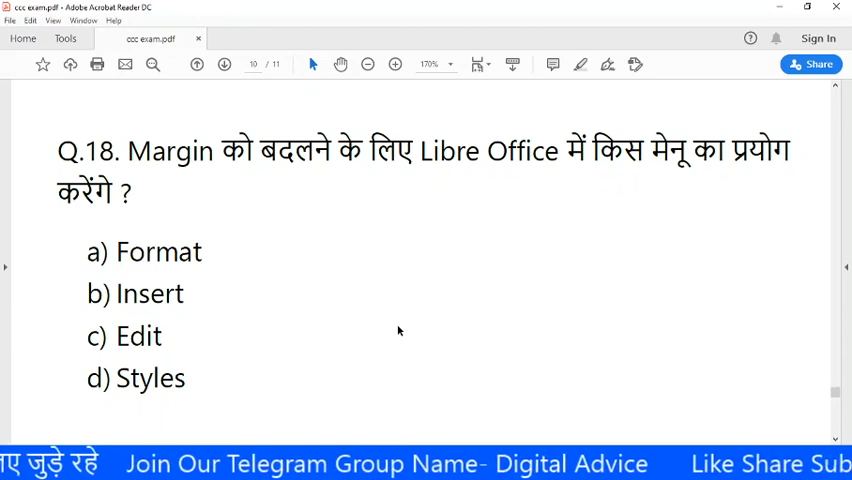 ccc exam.pdf - Adobe Acrobat Reader DC
File Edit View Window Help
Home Tools ccc exam.pdf × Sign In
10 / 11 170% Share
Q.18. Margin को बदलने के लिए Libre Office में किस मेनू का प्रयोग
करेंगे ?
a) Format
b) Insert
c) Edit
d) Styles
जुड़े रहे Join Our Telegram Group Name- Digital Advice Like Share Sub